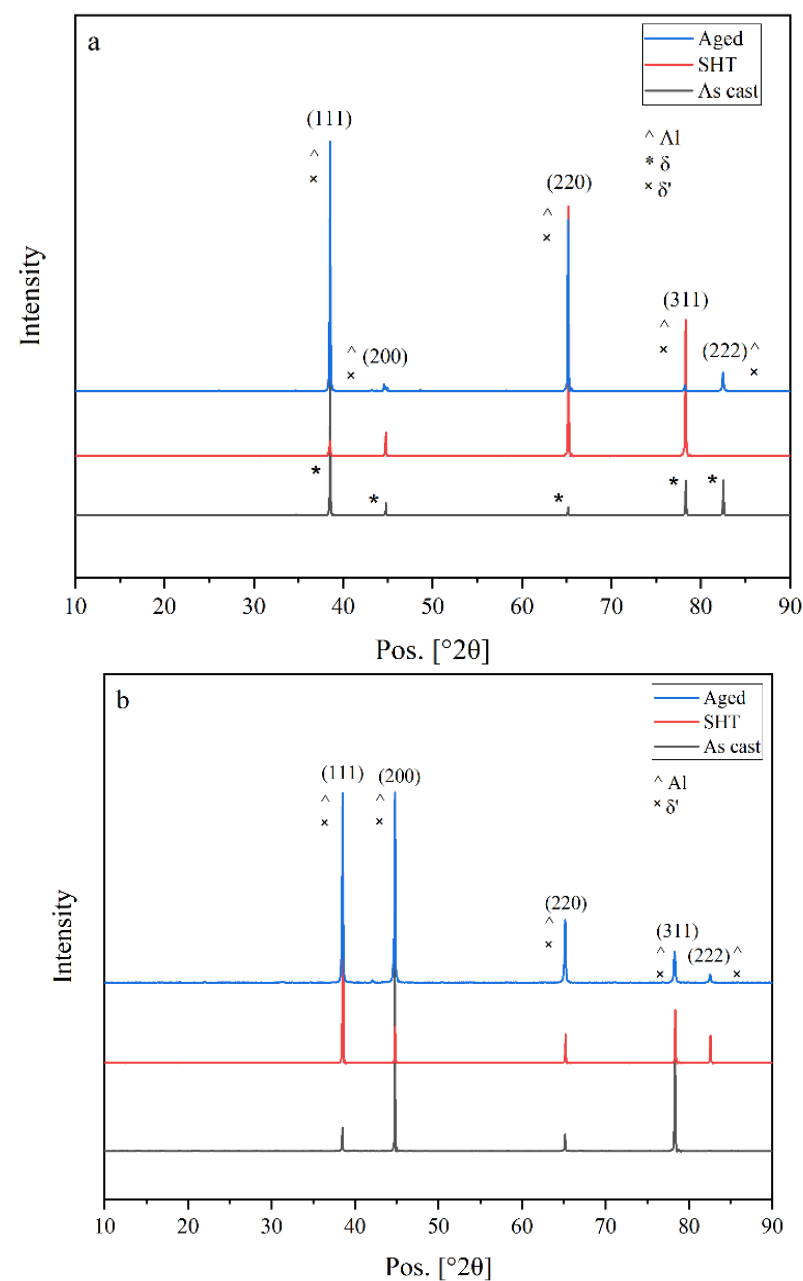 a
Aged
SHT
As cast
(111)
^ Al
* δ
× δ'
^
×
(220)
^
×
(311)
^
×
^
×
(200)
(222)
^
×
*
*
*
*
*
Intensity
10 20 30 40 50 60 70 80 90
Pos. [°2θ]
b
Aged
SHT
As cast
(111)
(200)
^ Al
× δ'
^
×
^
×
(220)
^
×
(311)
^
×
(222)
^
×
Intensity
10 20 30 40 50 60 70 80 90
Pos. [°2θ]